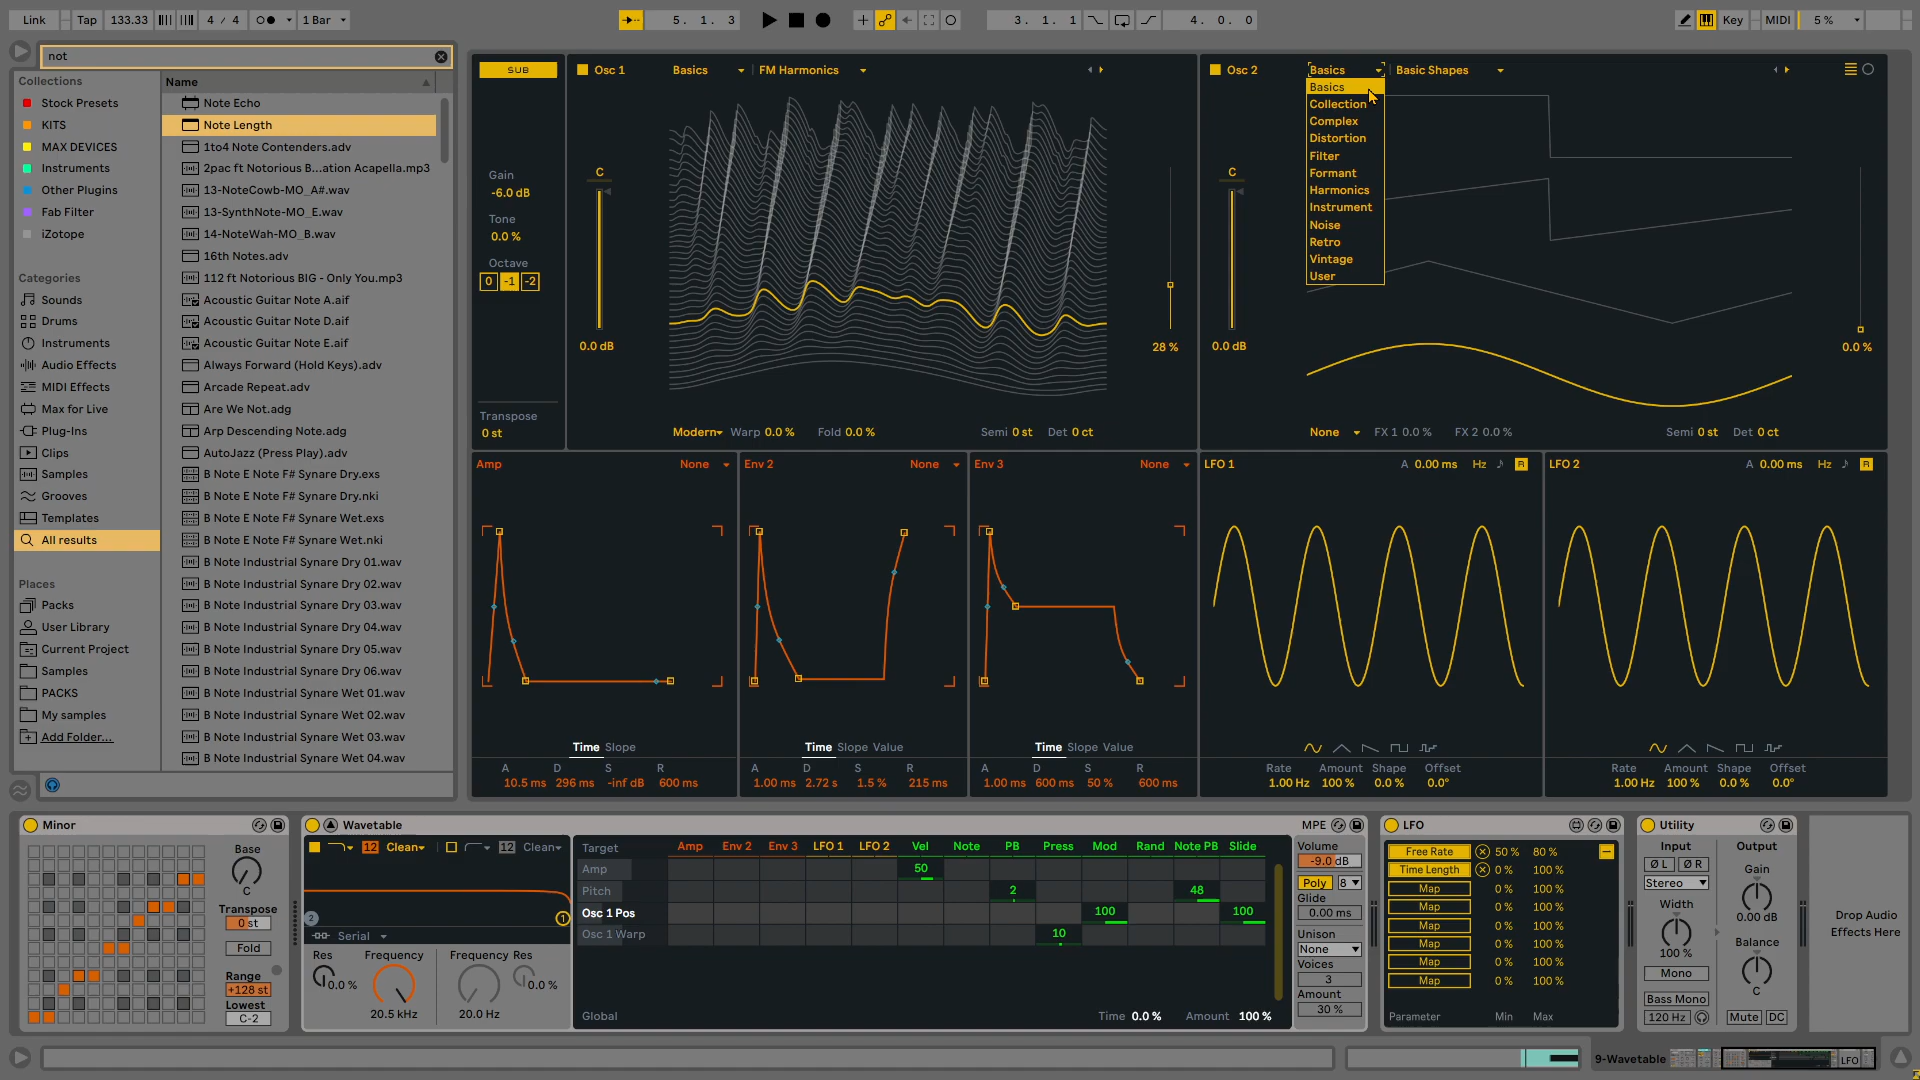 Link Tap 133.33 4 / 4 1 Bar 5. 1. 3 3. 1. 1 4. 0. 0 Key MIDI 5 %
not
Collections
Stock Presets
KITS
MAX DEVICES
Instruments
Other Plugins
Fab Filter
iZotope
Categories
Sounds
Drums
Instruments
Audio Effects
MIDI Effects
Max for Live
Plug-Ins
Clips
Samples
Grooves
Templates
All results
Places
Packs
User Library
Current Project
Samples
PACKS
My samples
Add Folder...
Name
Note Echo
Note Length
1to4 Note Contenders.adv
2pac ft Notorious B...ation Acapella.mp3
13-NoteCowb-MO_A#.wav
13-SynthNote-MO_E.wav
14-NoteWah-MO_B.wav
16th Notes.adv
112 ft Notorious BIG - Only You.mp3
Acoustic Guitar Note A.aif
Acoustic Guitar Note D.aif
Acoustic Guitar Note E.aif
Always Forward (Hold Keys).adv
Arcade Repeat.adv
Are We Not.adg
Arp Descending Note.adg
AutoJazz (Press Play).adv
B Note E Note F# Synare Dry.exs
B Note E Note F# Synare Dry.nki
B Note E Note F# Synare Wet.exs
B Note E Note F# Synare Wet.nki
B Note Industrial Synare Dry 01.wav
B Note Industrial Synare Dry 02.wav
B Note Industrial Synare Dry 03.wav
B Note Industrial Synare Dry 04.wav
B Note Industrial Synare Dry 05.wav
B Note Industrial Synare Dry 06.wav
B Note Industrial Synare Wet 01.wav
B Note Industrial Synare Wet 02.wav
B Note Industrial Synare Wet 03.wav
B Note Industrial Synare Wet 04.wav
SUB
Gain
-6.0 dB
Tone
0.0 %
Octave
0 -1 -2
Transpose
0 st
Osc 1 Basics FM Harmonics
C
0.0 dB
28 %
Modern Warp 0.0 % Fold 0.0 % Semi 0 st Det 0 ct
Osc 2 Basics Basic Shapes
Basics
Collection
Complex
Distortion
Filter
Formant
Harmonics
Instrument
Noise
Retro
Vintage
User
C
0.0 dB
0.0 %
None FX 1 0.0 % FX 2 0.0 % Semi 0 st Det 0 ct
Amp None
Time Slope
A D S R
10.5 ms 296 ms -inf dB 600 ms
Env 2 None
Time Slope Value
A D S R
1.00 ms 2.72 s 1.5 % 215 ms
Env 3 None
Time Slope Value
A D S R
1.00 ms 600 ms 50 % 600 ms
LFO 1 A 0.00 ms Hz R
Rate Amount Shape Offset
1.00 Hz 100 % 0.0 % 0.0°
LFO 2 A 0.00 ms Hz R
Rate Amount Shape Offset
1.00 Hz 100 % 0.0 % 0.0°
Minor
Base
C
Transpose
0 st
Fold
Range
+128 st
Lowest
C-2
Wavetable MPE
12 Clean 12 Clean
2 1
Serial
Res Frequency Frequency Res
0.0 % 20.5 kHz 20.0 Hz 0.0 %
Target Amp Env 2 Env 3 LFO 1 LFO 2 Vel Note PB Press Mod Rand Note PB Slide
Amp 50
Pitch 2 48
Osc 1 Pos 100 100
Osc 1 Warp 10
Global Time 0.0 % Amount 100 %
Volume
-9.0 dB
Poly 8
Glide
0.00 ms
Unison
None
Voices
3
Amount
30 %
LFO
Free Rate 50 % 80 %
Time Length 0 % 100 %
Map 0 % 100 %
Map 0 % 100 %
Map 0 % 100 %
Map 0 % 100 %
Map 0 % 100 %
Map 0 % 100 %
Parameter Min Max
Utility
Input Output
Ø L Ø R Gain
Stereo
Width 0.00 dB
100 % Balance
Mono
Bass Mono C
120 Hz Mute DC
Drop Audio
Effects Here
9-Wavetable LFO